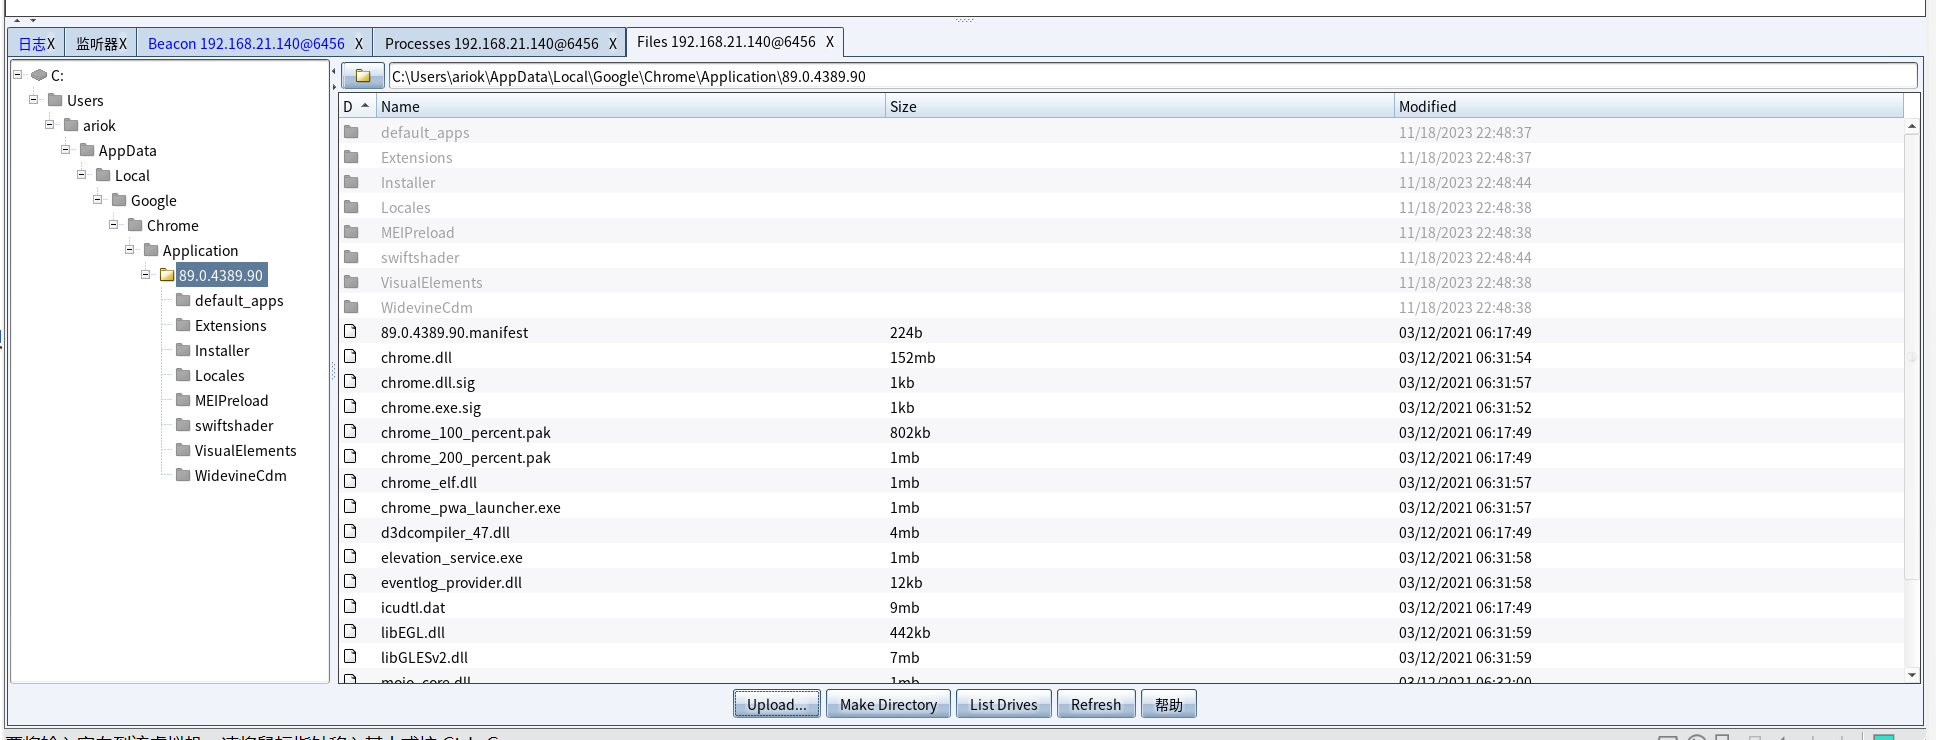 日志X 监听器X Beacon 192.168.21.140@6456 X Processes 192.168.21.140@6456 X Files 192.168.21.140@6456 X
C:
Users
ariok
AppData
Local
Google
Chrome
Application
89.0.4389.90
default_apps
Extensions
Installer
Locales
MEIPreload
swiftshader
VisualElements
WidevineCdm
C:\Users\ariok\AppData\Local\Google\Chrome\Application\89.0.4389.90
D Name Size Modified
default_apps 11/18/2023 22:48:37
Extensions 11/18/2023 22:48:37
Installer 11/18/2023 22:48:44
Locales 11/18/2023 22:48:38
MEIPreload 11/18/2023 22:48:38
swiftshader 11/18/2023 22:48:44
VisualElements 11/18/2023 22:48:38
WidevineCdm 11/18/2023 22:48:38
89.0.4389.90.manifest 224b 03/12/2021 06:17:49
chrome.dll 152mb 03/12/2021 06:31:54
chrome.dll.sig 1kb 03/12/2021 06:31:57
chrome.exe.sig 1kb 03/12/2021 06:31:52
chrome_100_percent.pak 802kb 03/12/2021 06:17:49
chrome_200_percent.pak 1mb 03/12/2021 06:17:49
chrome_elf.dll 1mb 03/12/2021 06:31:57
chrome_pwa_launcher.exe 1mb 03/12/2021 06:31:57
d3dcompiler_47.dll 4mb 03/12/2021 06:17:49
elevation_service.exe 1mb 03/12/2021 06:31:58
eventlog_provider.dll 12kb 03/12/2021 06:31:58
icudtl.dat 9mb 03/12/2021 06:17:49
libEGL.dll 442kb 03/12/2021 06:31:59
libGLESv2.dll 7mb 03/12/2021 06:31:59
mojo_core.dll 1mb 03/12/2021 06:32:00
Upload... Make Directory List Drives Refresh 帮助